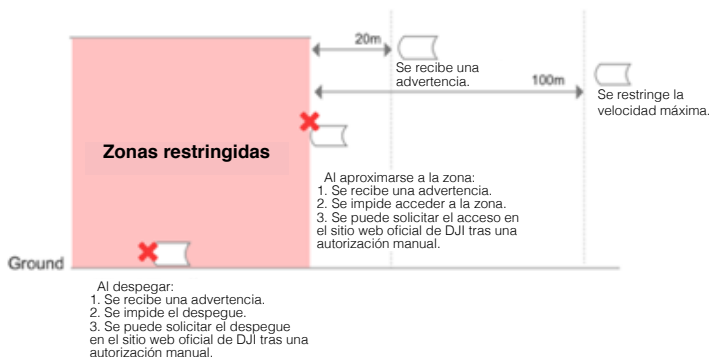 20m
Se recibe una
advertencia.
100m
Se restringe la
velocidad máxima.
Zonas restringidas
Al aproximarse a la zona:
1. Se recibe una advertencia.
2. Se impide acceder a la zona.
3. Se puede solicitar el acceso en
el sitio web oficial de DJI tras una
autorización manual.
Ground
Al despegar:
1. Se recibe una advertencia.
2. Se impide el despegue.
3. Se puede solicitar el despegue
en el sitio web oficial de DJI tras una
autorización manual.